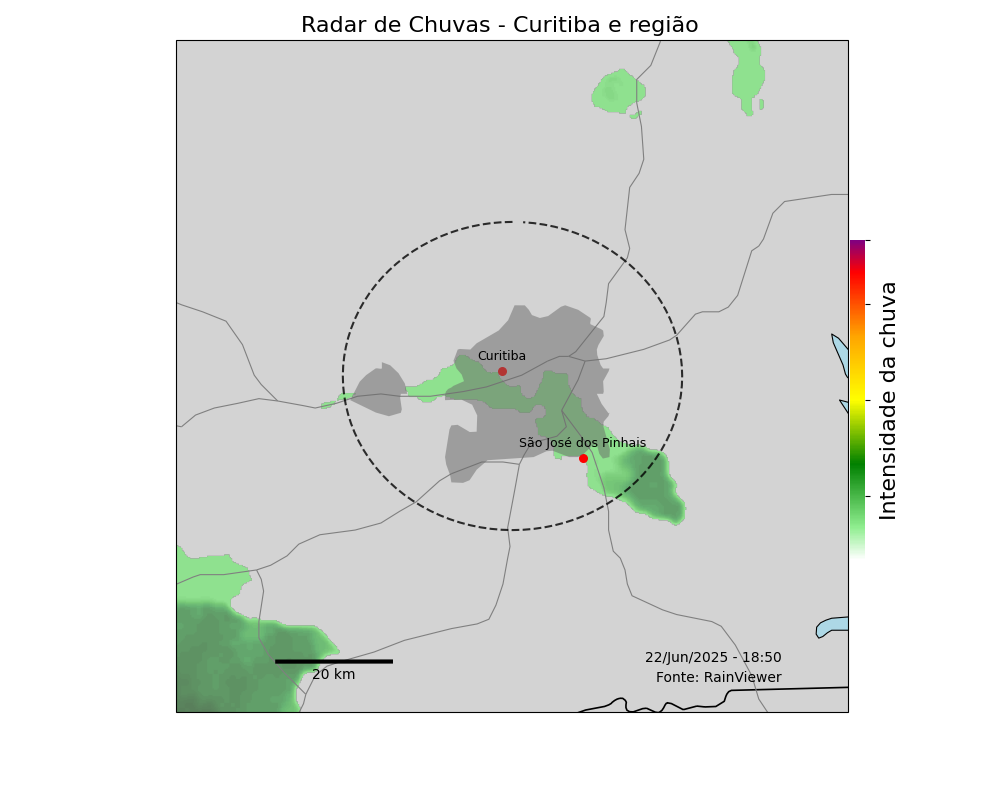 Radar de Chuvas - Curitiba e região
Curitiba
São José dos Pinhais
Intensidade da chuva
22/Jun/2025 - 18:50
Fonte: RainViewer
20 km